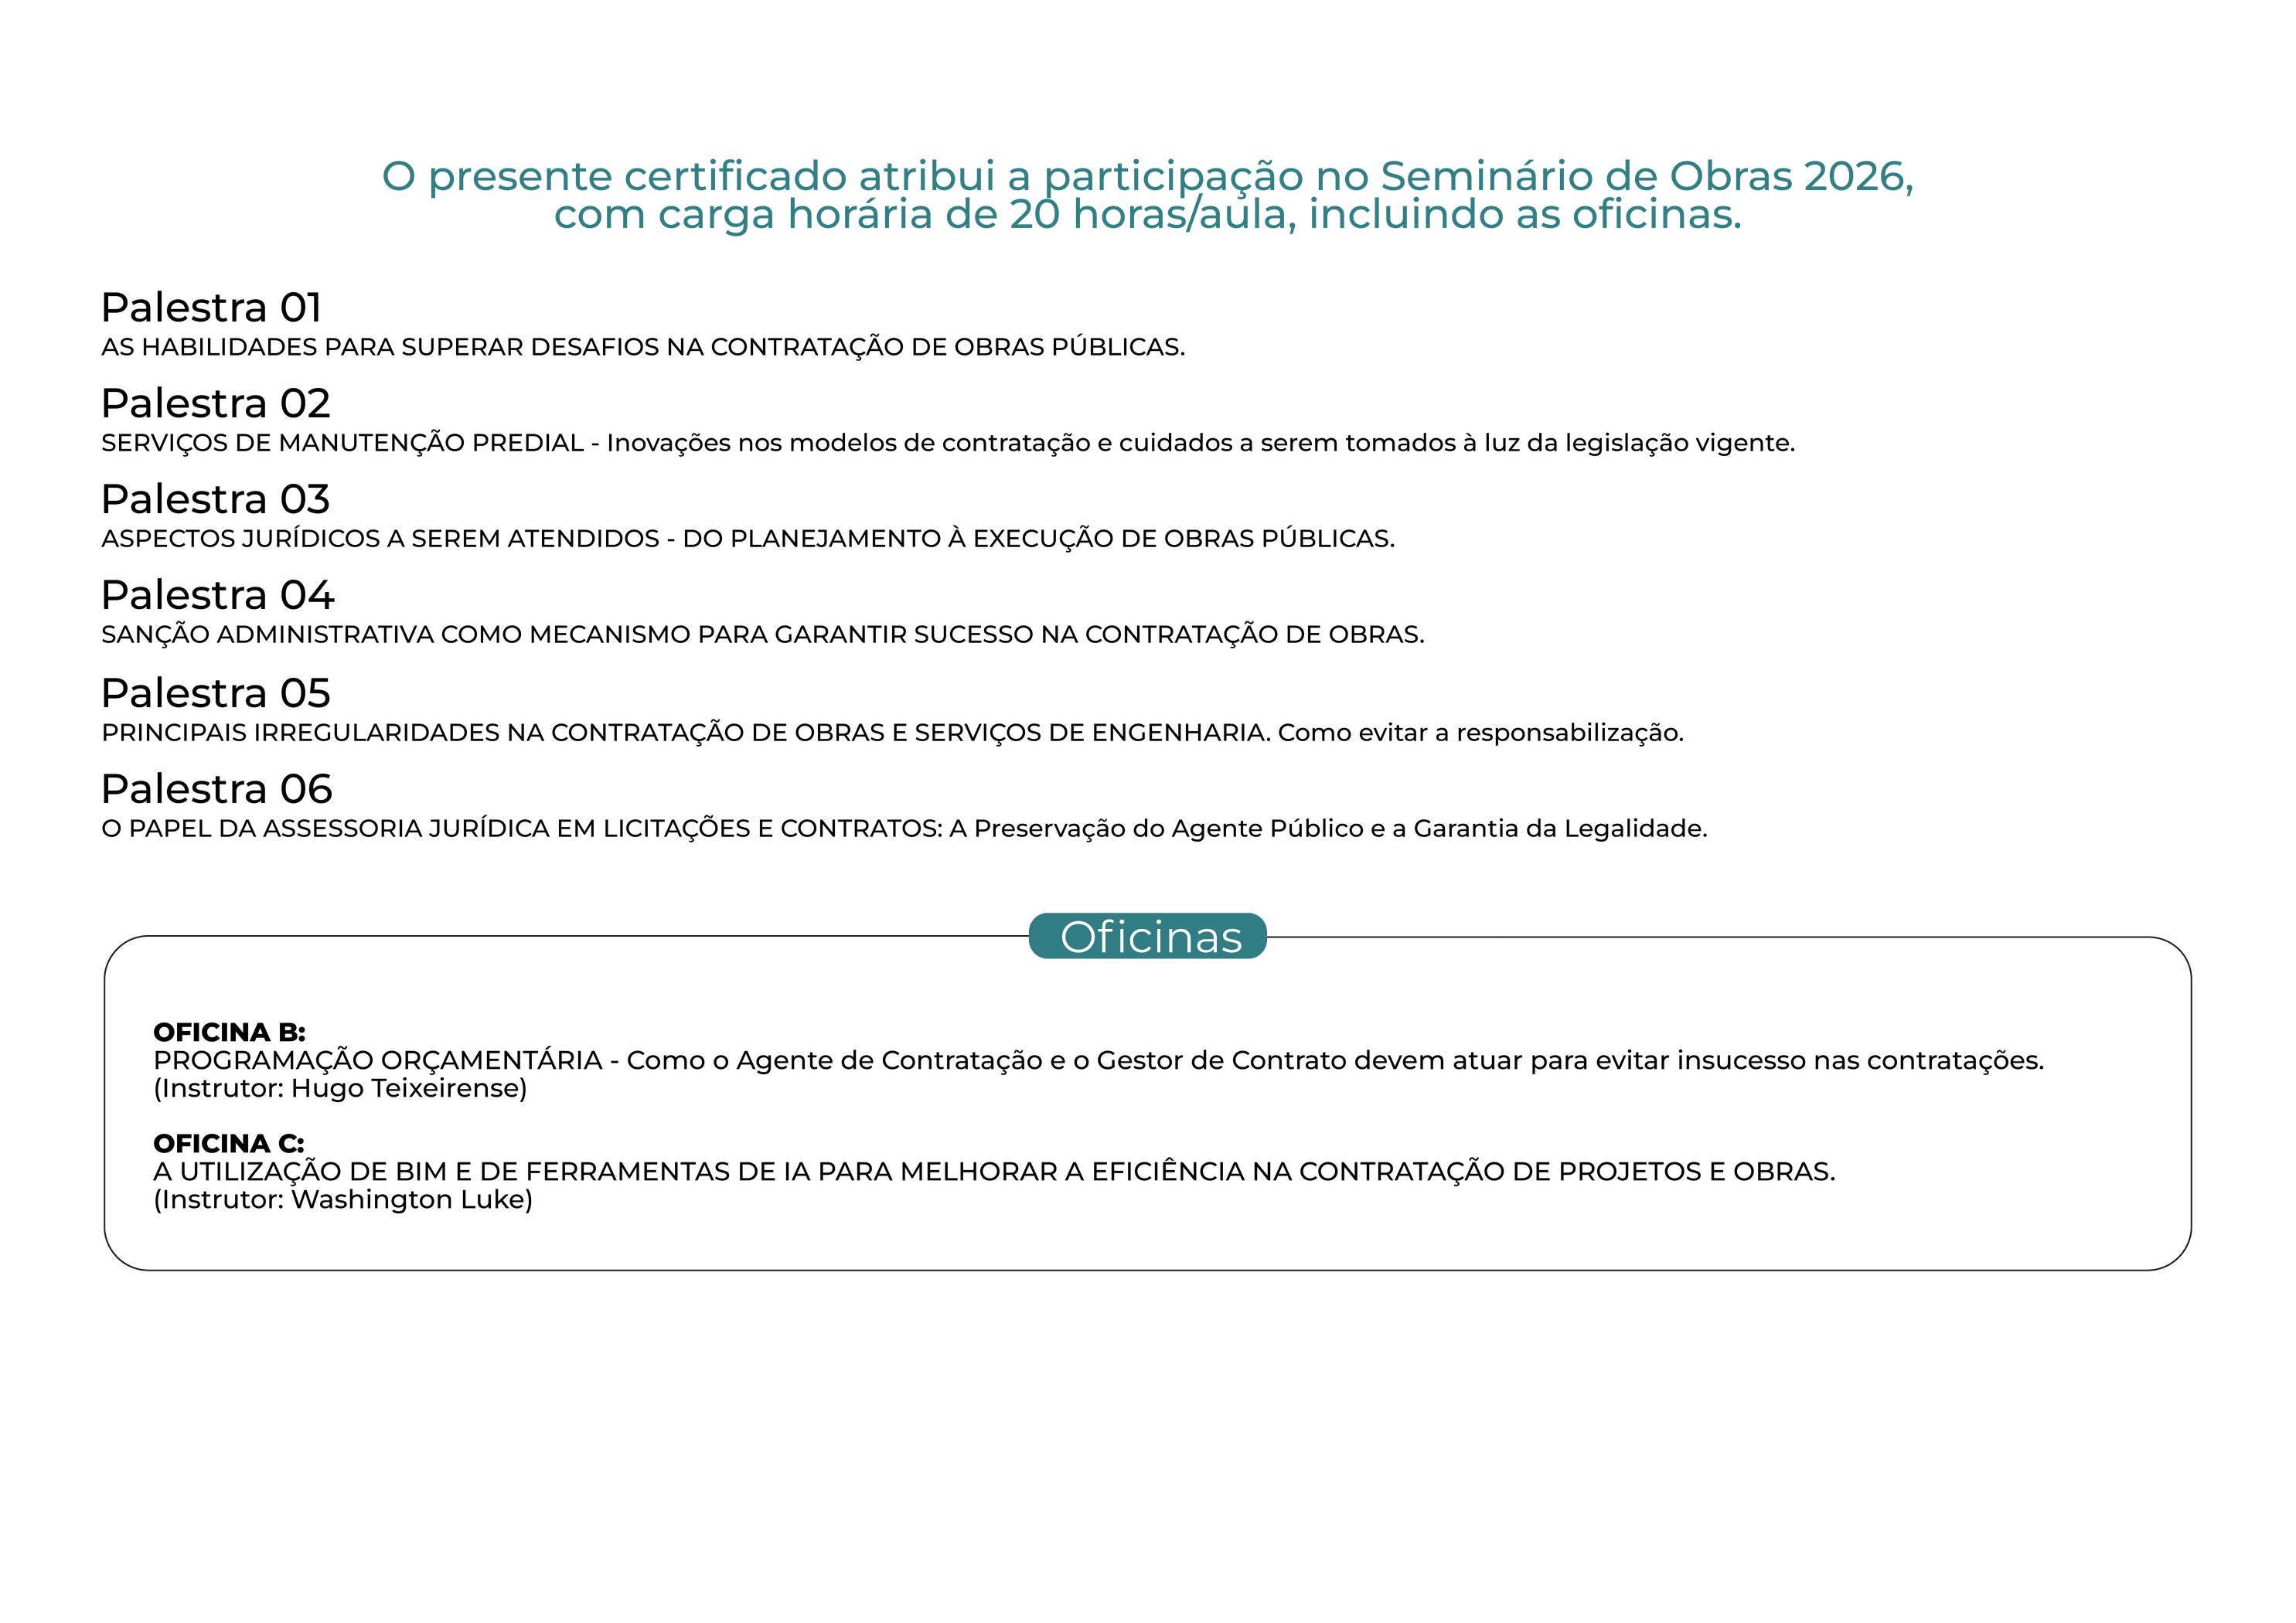 O presente certificado atribui a participação no Seminário de Obras 2026,
com carga horária de 20 horas/aula, incluindo as oficinas.
Palestra 01
AS HABILIDADES PARA SUPERAR DESAFIOS NA CONTRATAÇÃO DE OBRAS PÚBLICAS.
Palestra 02
SERVIÇOS DE MANUTENÇÃO PREDIAL - Inovações nos modelos de contratação e cuidados a serem tomados à luz da legislação vigente.
Palestra 03
ASPECTOS JURÍDICOS A SEREM ATENDIDOS - DO PLANEJAMENTO À EXECUÇÃO DE OBRAS PÚBLICAS.
Palestra 04
SANÇÃO ADMINISTRATIVA COMO MECANISMO PARA GARANTIR SUCESSO NA CONTRATAÇÃO DE OBRAS.
Palestra 05
PRINCIPAIS IRREGULARIDADES NA CONTRATAÇÃO DE OBRAS E SERVIÇOS DE ENGENHARIA. Como evitar a responsabilização.
Palestra 06
O PAPEL DA ASSESSORIA JURÍDICA EM LICITAÇÕES E CONTRATOS: A Preservação do Agente Público e a Garantia da Legalidade.
Oficinas
OFICINA B:
PROGRAMAÇÃO ORÇAMENTÁRIA - Como o Agente de Contratação e o Gestor de Contrato devem atuar para evitar insucesso nas contratações.
(Instrutor: Hugo Teixeirense)
OFICINA C:
A UTILIZAÇÃO DE BIM E DE FERRAMENTAS DE IA PARA MELHORAR A EFICIÊNCIA NA CONTRATAÇÃO DE PROJETOS E OBRAS.
(Instrutor: Washington Luke)